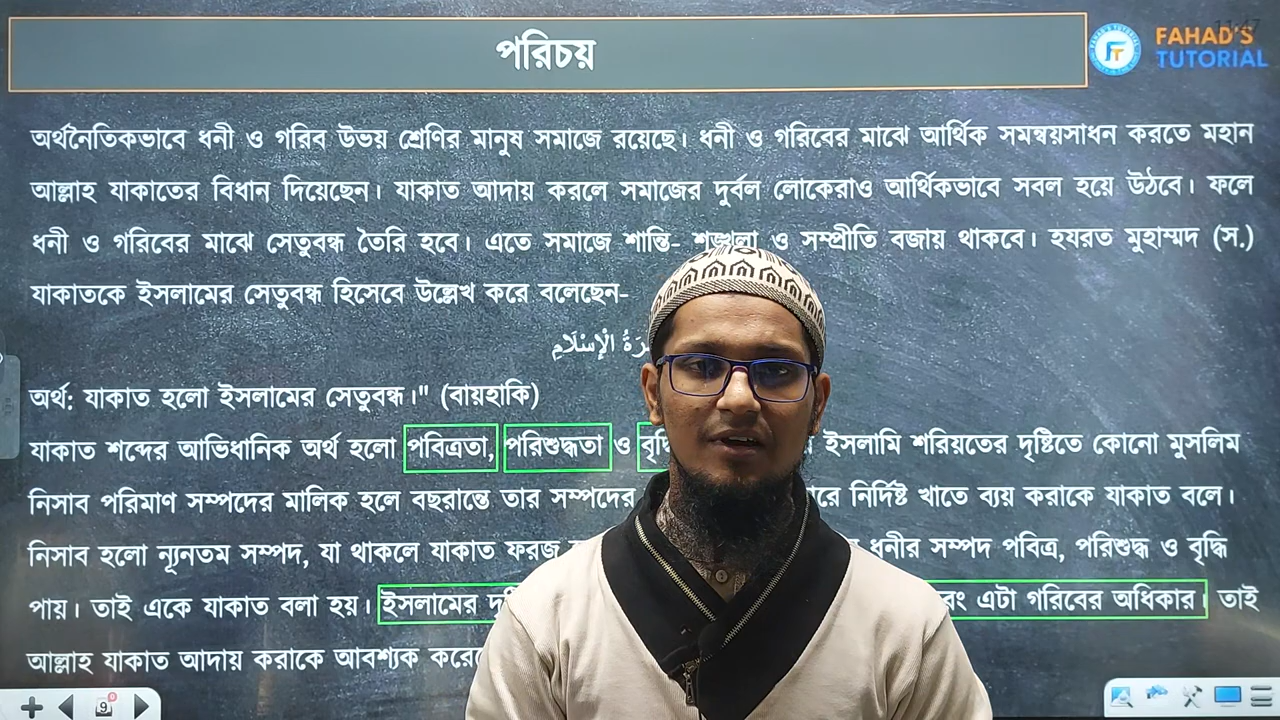 পরিচয়
11:47
FAHAD'S
TUTORIAL
অর্থনৈতিকভাবে ধনী ও গরিব উভয় শ্রেণির মানুষ সমাজে রয়েছে। ধনী ও গরিবের মাঝে আর্থিক সমন্বয়সাধন করতে মহান
আল্লাহ যাকাতের বিধান দিয়েছেন। যাকাত আদায় করলে সমাজের দুর্বল লোকেরাও আর্থিকভাবে সবল হয়ে উঠবে। ফলে
ধনী ও গরিবের মাঝে সেতুবন্ধ তৈরি হবে। এতে সমাজে শান্তি- শৃঙ্খলা ও সম্প্রীতি বজায় থাকবে। হযরত মুহাম্মদ (স.)
যাকাতকে ইসলামের সেতুবন্ধ হিসেবে উল্লেখ করে বলেছেন-
الْإِسْلَامِ
অর্থ: যাকাত হলো ইসলামের সেতুবন্ধ।" (বায়হাকি)
যাকাত শব্দের আভিধানিক অর্থ হলো পবিত্রতা, পরিশুদ্ধতা ও ইসলামি শরিয়তের দৃষ্টিতে কোনো মুসলিম
নিসাব পরিমাণ সম্পদের মালিক হলে বছরান্তে তার সম্পদের নির্দিষ্ট খাতে ব্যয় করাকে যাকাত বলে।
নিসাব হলো ন্যূনতম সম্পদ, যা থাকলে যাকাত ফরজ ধনীর সম্পদ পবিত্র, পরিশুদ্ধ ও বৃদ্ধি
পায়। তাই একে যাকাত বলা হয়। ইসলামের এটা গরিবের অধিকার। তাই
আল্লাহ যাকাত আদায় করাকে আবশ্যক
9